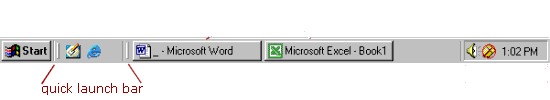 Start _ - Microsoft Word Microsoft Excel - Book1 1:02 PM
quick launch bar